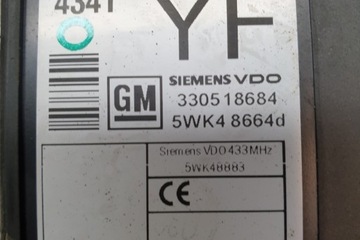 4341
YF
GM
SIEMENS VDO
330518684
5WK4 8664d
Siemens VDO 433MHz
5WK48883
CE